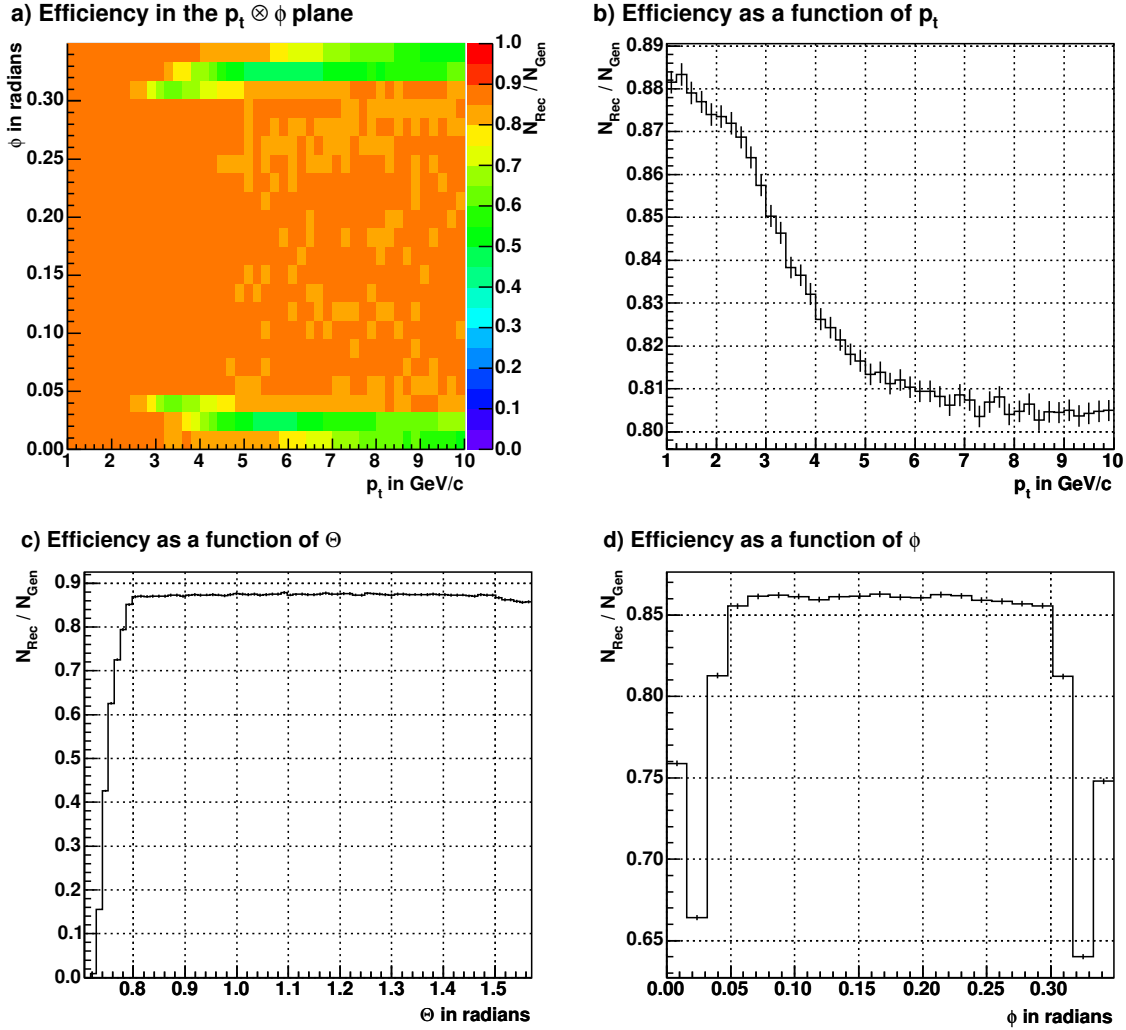 a) Efficiency in the pt ⊗ ϕ plane
b) Efficiency as a function of pt
ϕ in radians
0.30
0.25
0.20
0.15
0.10
0.05
0.00
1 2 3 4 5 6 7 8 9 10
pt in GeV/c
1.0
0.9
0.8
0.7
0.6
0.5
0.4
0.3
0.2
0.1
0.0
NRec / NGen
NRec / NGen
0.89
0.88
0.87
0.86
0.85
0.84
0.83
0.82
0.81
0.80
1 2 3 4 5 6 7 8 9 10
pt in GeV/c
c) Efficiency as a function of Θ
d) Efficiency as a function of ϕ
NRec / NGen
0.9
0.8
0.7
0.6
0.5
0.4
0.3
0.2
0.1
0.0
0.8 0.9 1.0 1.1 1.2 1.3 1.4 1.5
Θ in radians
NRec / NGen
0.85
0.80
0.75
0.70
0.65
0.00 0.05 0.10 0.15 0.20 0.25 0.30
ϕ in radians